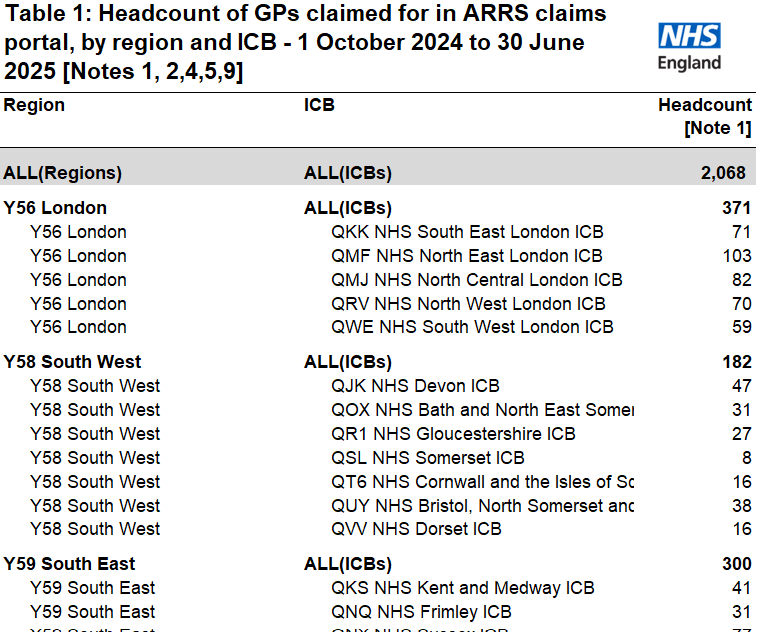 Table 1: Headcount of GPs claimed for in ARRS claims
portal, by region and ICB - 1 October 2024 to 30 June
2025 [Notes 1, 2,4,5,9]
NHS
England
Region ICB Headcount
[Note 1]
ALL(Regions) ALL(ICBs) 2,068
Y56 London ALL(ICBs) 371
Y56 London QKK NHS South East London ICB 71
Y56 London QMF NHS North East London ICB 103
Y56 London QMJ NHS North Central London ICB 82
Y56 London QRV NHS North West London ICB 70
Y56 London QWE NHS South West London ICB 59
Y58 South West ALL(ICBs) 182
Y58 South West QJK NHS Devon ICB 47
Y58 South West QOX NHS Bath and North East Somer 31
Y58 South West QR1 NHS Gloucestershire ICB 27
Y58 South West QSL NHS Somerset ICB 8
Y58 South West QT6 NHS Cornwall and the Isles of Sc 16
Y58 South West QUY NHS Bristol, North Somerset and 38
Y58 South West QVV NHS Dorset ICB 16
Y59 South East ALL(ICBs) 300
Y59 South East QKS NHS Kent and Medway ICB 41
Y59 South East QNQ NHS Frimley ICB 31